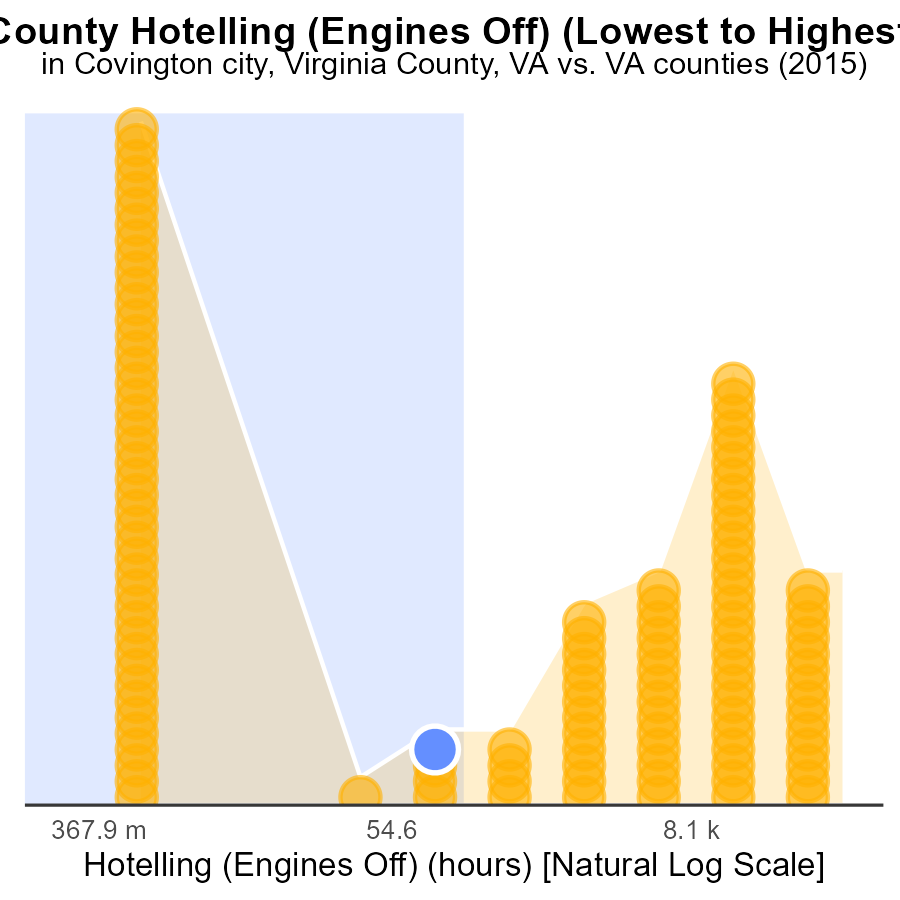 County Hotelling (Engines Off) (Lowest to Highest
in Covington city, Virginia County, VA vs. VA counties (2015)
367.9 m 54.6 8.1 k
Hotelling (Engines Off) (hours) [Natural Log Scale]